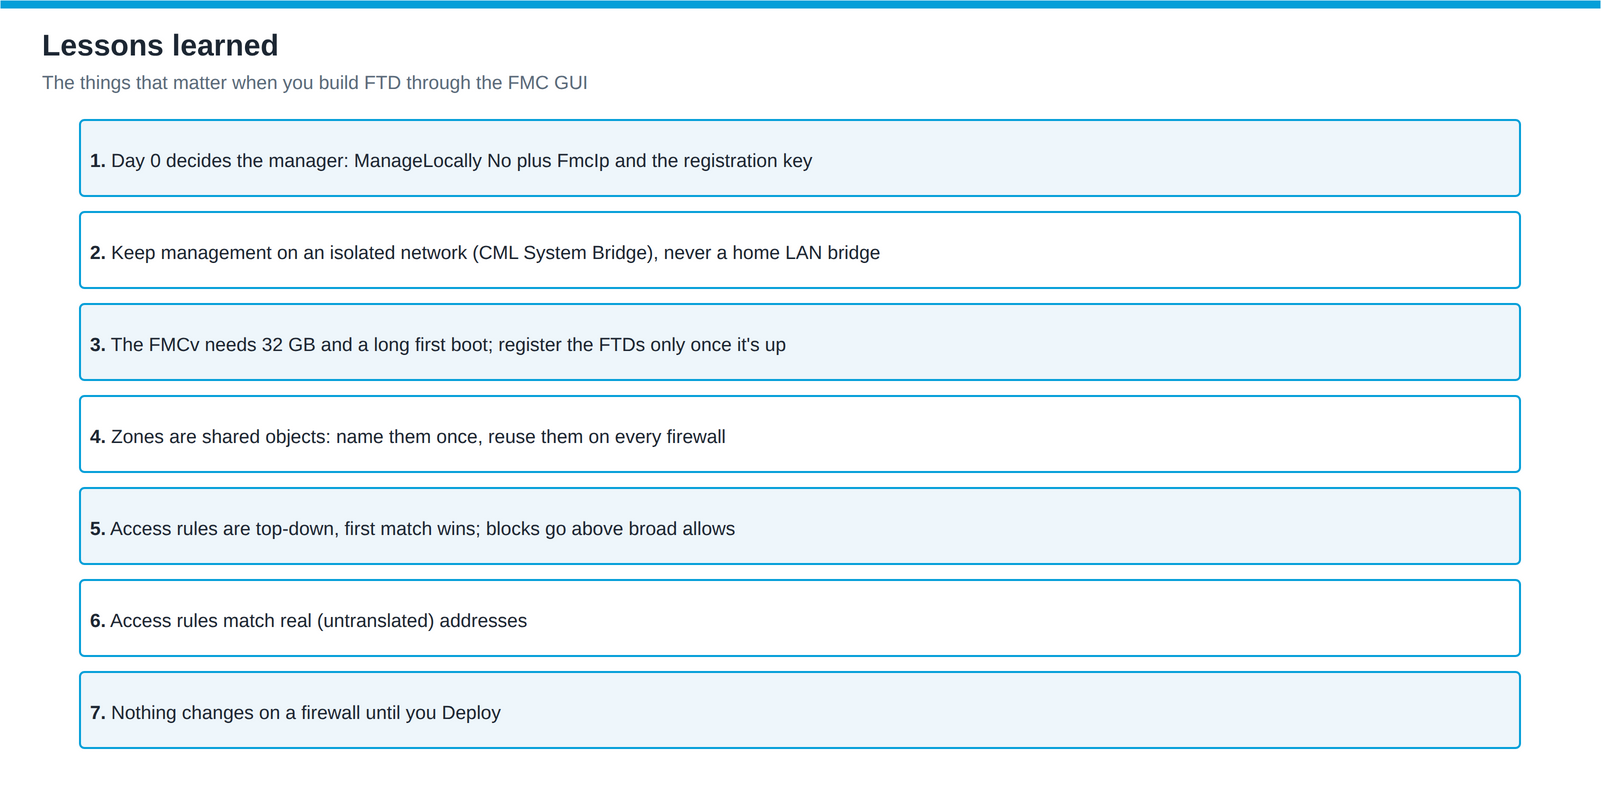 Lessons learned
The things that matter when you build FTD through the FMC GUI
1. Day 0 decides the manager: ManageLocally No plus FmcIp and the registration key
2. Keep management on an isolated network (CML System Bridge), never a home LAN bridge
3. The FMCv needs 32 GB and a long first boot; register the FTDs only once it's up
4. Zones are shared objects: name them once, reuse them on every firewall
5. Access rules are top-down, first match wins; blocks go above broad allows
6. Access rules match real (untranslated) addresses
7. Nothing changes on a firewall until you Deploy